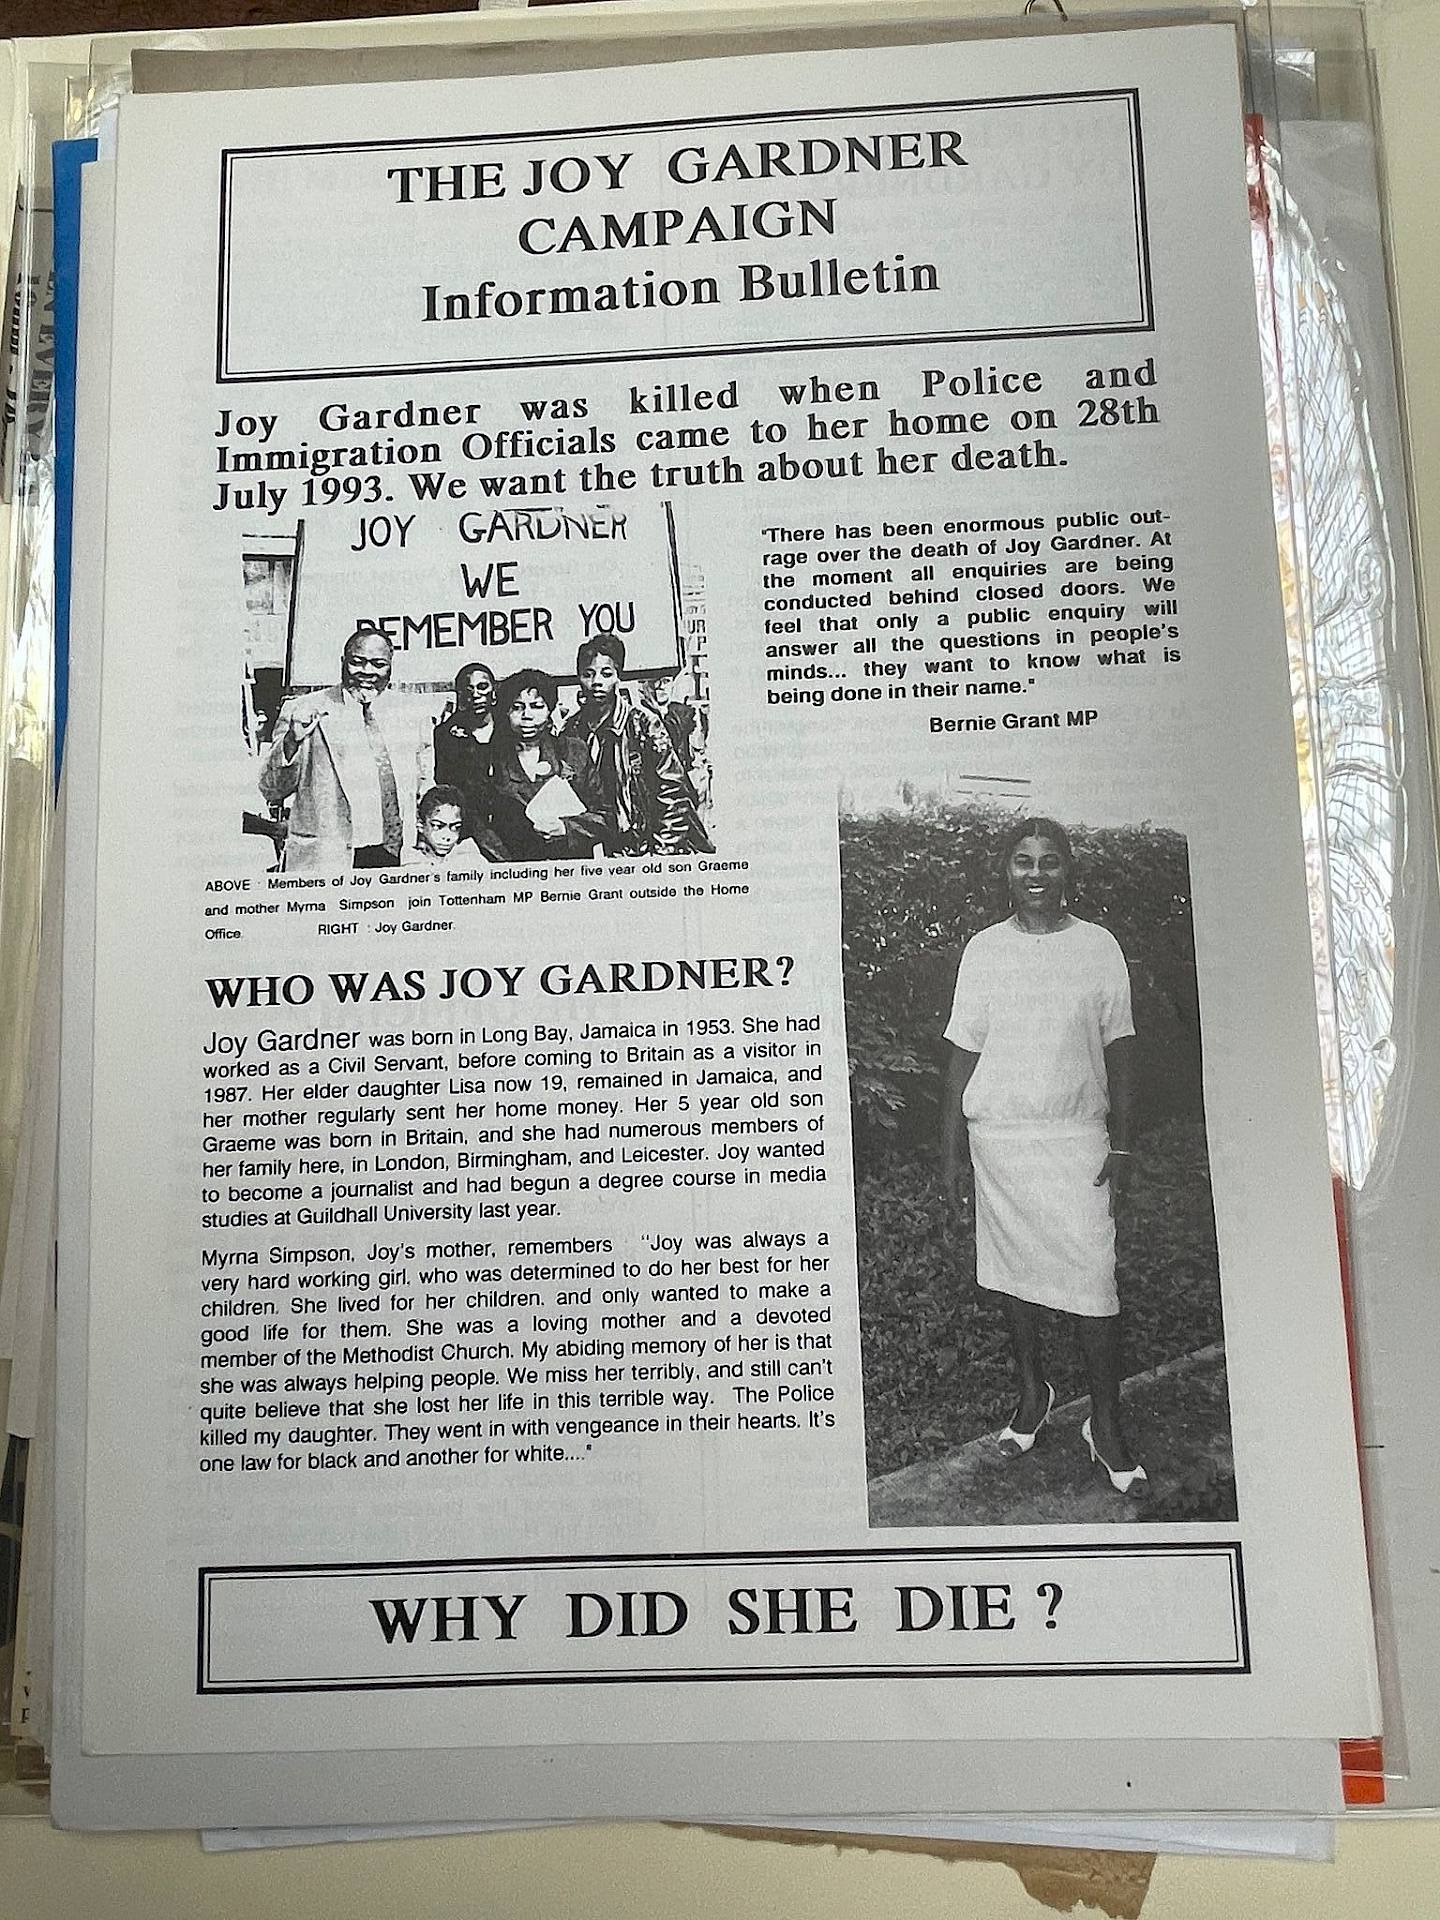 THE JOY GARDNER
CAMPAIGN
Information Bulletin
Joy Gardner was killed when Police and
Immigration Officials came to her home on 28th
July 1993. We want the truth about her death.
JOY GARDNER
WE
REMEMBER YOU
"There has been enormous public out-
rage over the death of Joy Gardner. At
the moment all enquiries are being
conducted behind closed doors. We
feel that only a public enquiry will
answer all the questions in people's
minds... they want to know what is
being done in their name."
Bernie Grant MP
ABOVE : Members of Joy Gardner's family including her five year old son Graeme
and mother Myrna Simpson join Tottenham MP Bernie Grant outside the Home
Office. RIGHT : Joy Gardner.
WHO WAS JOY GARDNER?
Joy Gardner was born in Long Bay, Jamaica in 1953. She had
worked as a Civil Servant, before coming to Britain as a visitor in
1987. Her elder daughter Lisa now 19, remained in Jamaica, and
her mother regularly sent her home money. Her 5 year old son
Graeme was born in Britain, and she had numerous members of
her family here, in London, Birmingham, and Leicester. Joy wanted
to become a journalist and had begun a degree course in media
studies at Guildhall University last year.
Myrna Simpson, Joy's mother, remembers "Joy was always a
very hard working girl, who was determined to do her best for her
children. She lived for her children, and only wanted to make a
good life for them. She was a loving mother and a devoted
member of the Methodist Church. My abiding memory of her is that
she was always helping people. We miss her terribly, and still can't
quite believe that she lost her life in this terrible way. The Police
killed my daughter. They went in with vengeance in their hearts. It's
one law for black and another for white...."
WHY DID SHE DIE ?